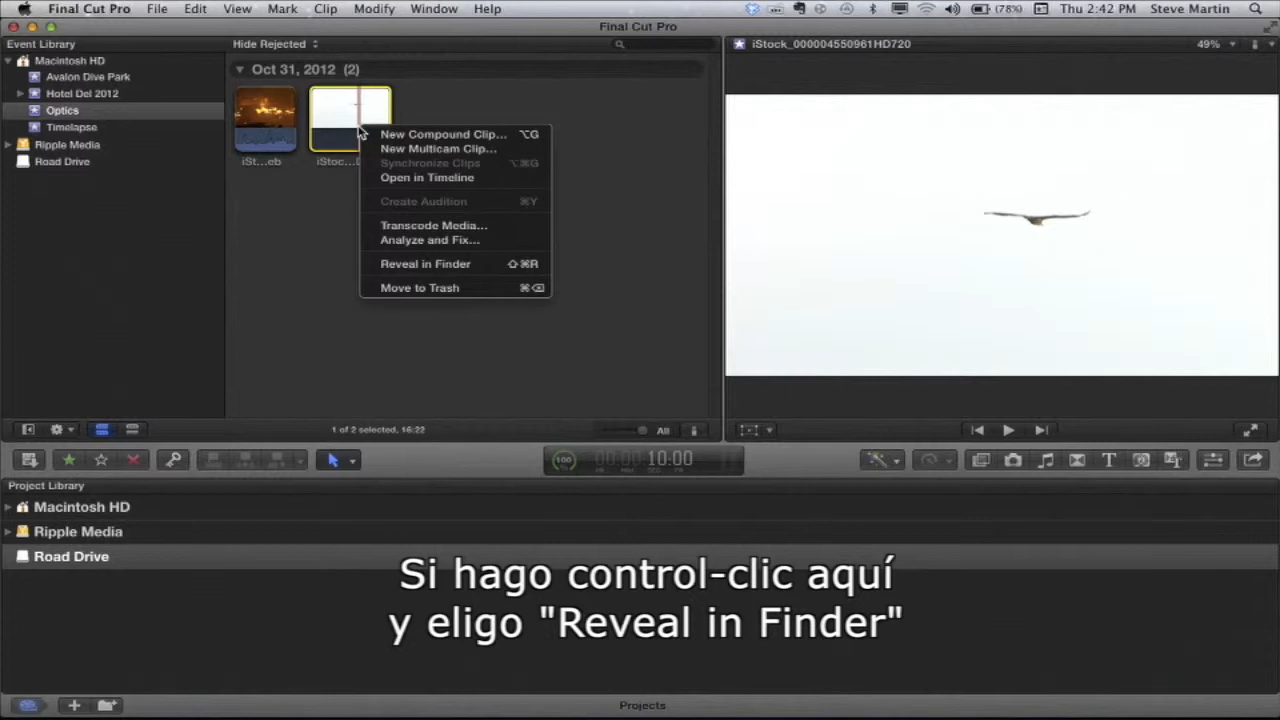 Final Cut Pro File Edit View Mark Clip Modify Window Help (78%) Thu 2:42 PM Steve Martin
Final Cut Pro
Event Library
Hide Rejected
iStock_000004550961HD720
49%
Macintosh HD
Avalon Dive Park
Hotel Del 2012
Optics
Timelapse
Ripple Media
Road Drive
Oct 31, 2012 (2)
iSt...eb
iStoc...
New Compound Clip... ⌥G
New Multicam Clip...
Synchronize Clips ⌥⌘G
Open in Timeline
Create Audition ⌘Y
Transcode Media...
Analyze and Fix...
Reveal in Finder ⇧⌘R
Move to Trash ⌘⌫
1 of 2 selected, 16:22
All
100
10:00
Project Library
Macintosh HD
Ripple Media
Road Drive
Si hago control-clic aquí
y eligo "Reveal in Finder"
Projects